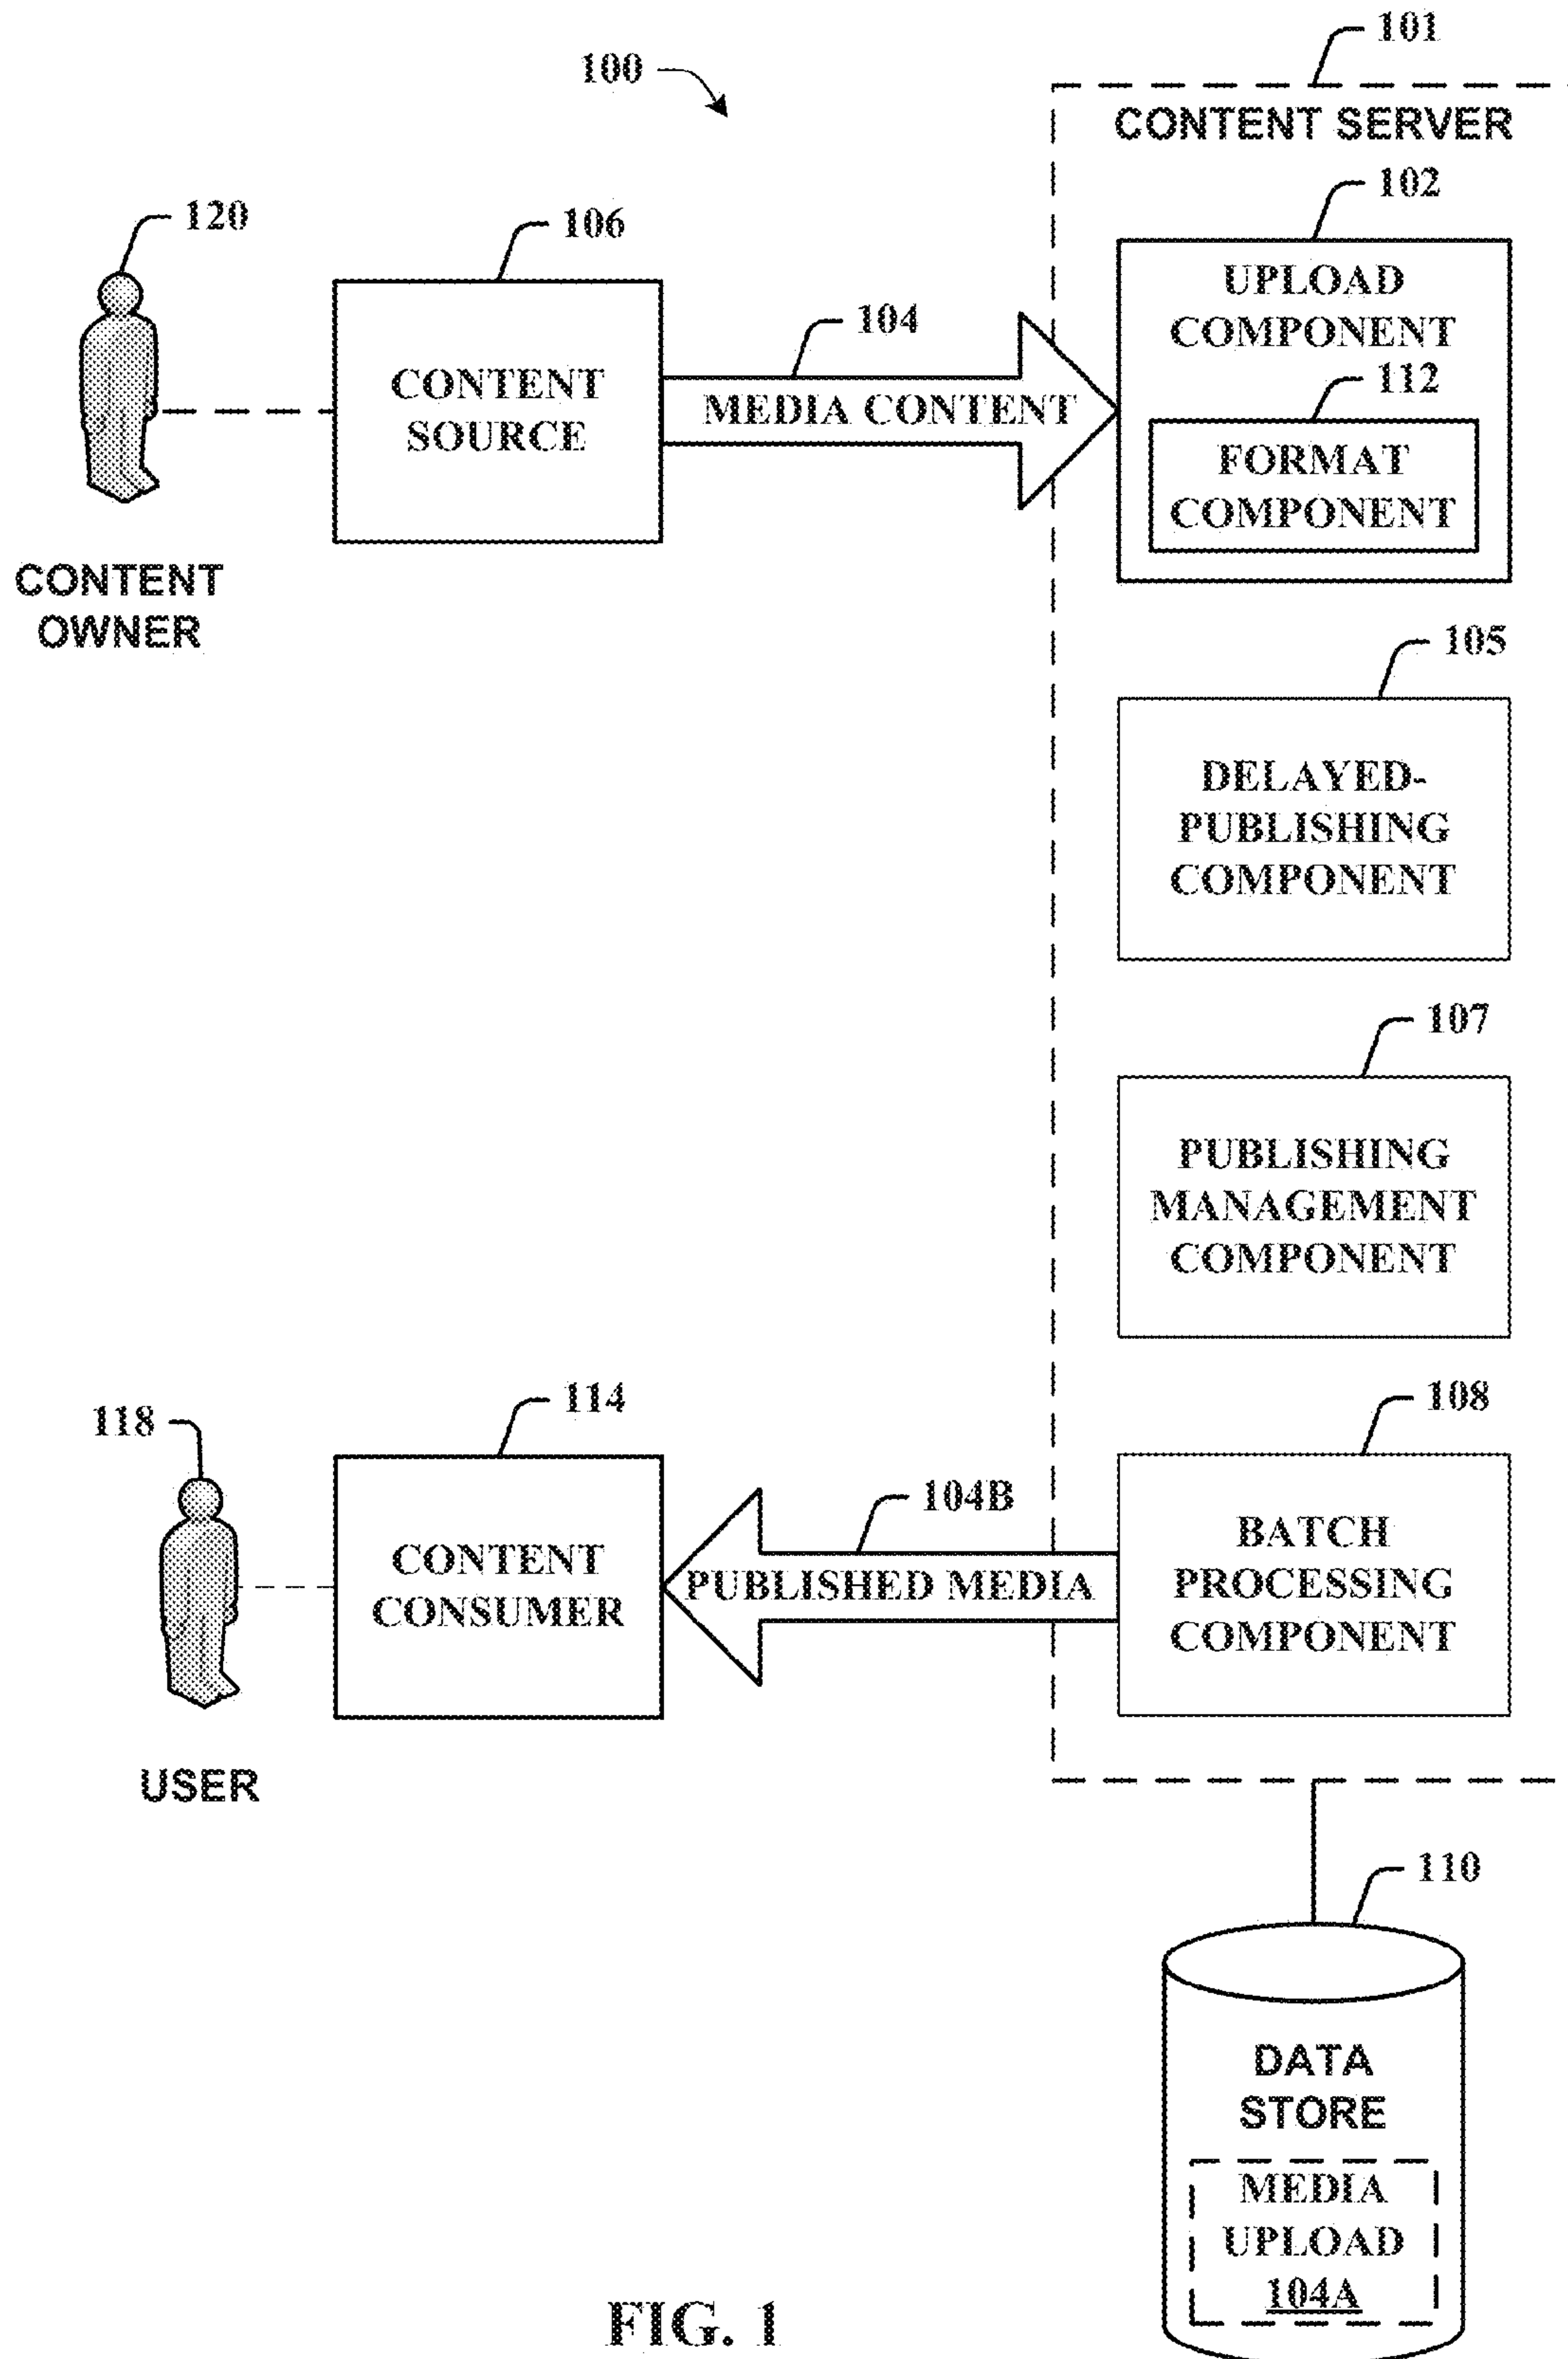 101
100
CONTENT SERVER
102
120
106
UPLOAD
COMPONENT
104
112
CONTENT
SOURCE
MEDIA CONTENT
FORMAT
COMPONENT
CONTENT
OWNER
105
DELAYED-
PUBLISHING
COMPONENT
107
PUBLISHING
MANAGEMENT
COMPONENT
114
108
118
104B
BATCH
PROCESSING
COMPONENT
CONTENT
CONSUMER
PUBLISHED MEDIA
USER
110
DATA
STORE
MEDIA
UPLOAD
104A
FIG. 1